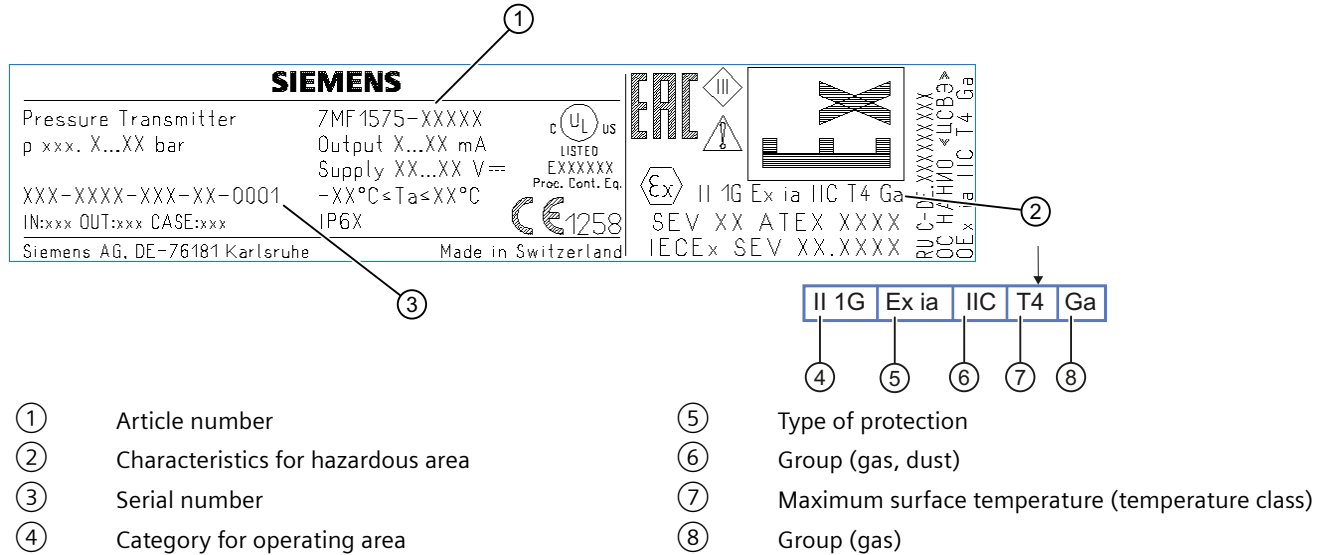 ①
SIEMENS
Pressure Transmitter
p xxx. X...XX bar
XXX-XXXX-XXX-XX-0001
IN:xxx OUT:xxx CASE:xxx
7MF1575-XXXXX
Output X...XX mA
Supply XX...XX V⎓
-XX°C≤Ta≤XX°C
IP6X
C UL US
LISTED
EXXXXXX
Proc. Cont. Eq.
CE 1258
Siemens AG, DE-76181 Karlsruhe
Made in Switzerland
EAC
III
Ex II 1G Ex ia IIC T4 Ga
SEV XX ATEX XXXX
IECEx SEV XX.XXXX
RU C-DE.XXXXXXXX
ОС НАНИО «ЦСВЭ»
0Ex ia IIC T4 Ga
②
③
II 1G Ex ia IIC T4 Ga
④ ⑤ ⑥ ⑦ ⑧
① Article number
② Characteristics for hazardous area
③ Serial number
④ Category for operating area
⑤ Type of protection
⑥ Group (gas, dust)
⑦ Maximum surface temperature (temperature class)
⑧ Group (gas)